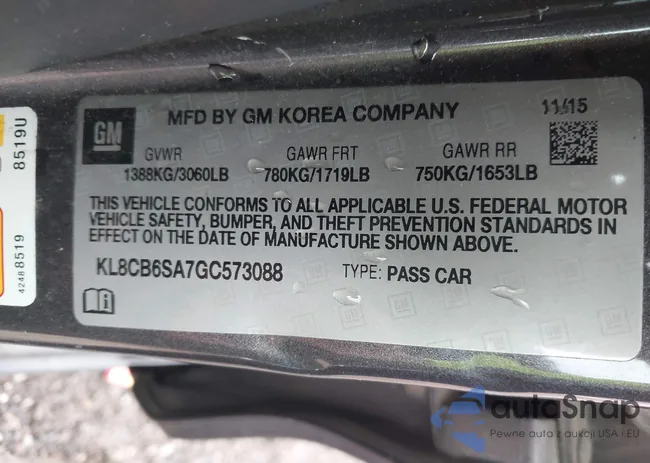 MFD BY GM KOREA COMPANY 11/15
GM
GVWR GAWR FRT GAWR RR
1388KG/3060LB 780KG/1719LB 750KG/1653LB
THIS VEHICLE CONFORMS TO ALL APPLICABLE U.S. FEDERAL MOTOR
VEHICLE SAFETY, BUMPER, AND THEFT PREVENTION STANDARDS IN
EFFECT ON THE DATE OF MANUFACTURE SHOWN ABOVE.
KL8CB6SA7GC573088 TYPE: PASS CAR
8519U
42488519
autoSnap
Pewne auta z aukcji USA i EU